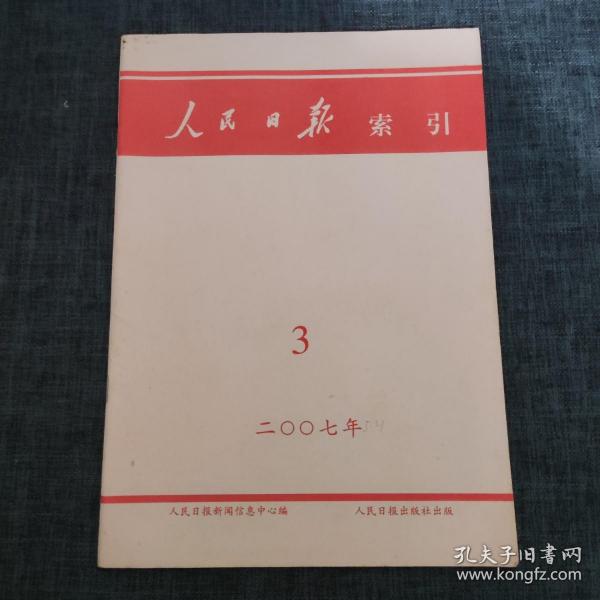 人民日报 索引
3
二〇〇七年
人民日报新闻信息中心编 人民日报出版社出版
孔夫子旧书网
www.kongfz.com